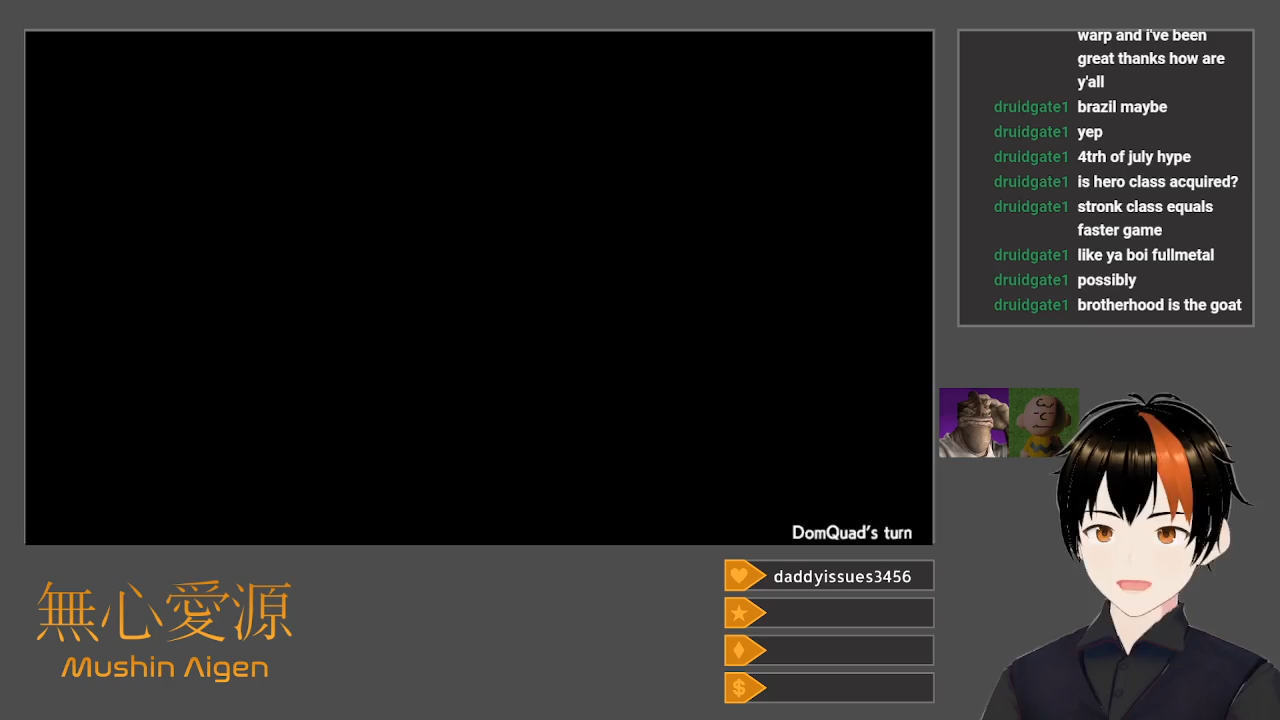 warp and i've been
great thanks how are
y'all
druidgate1 brazil maybe
druidgate1 yep
druidgate1 4trh of july hype
druidgate1 is hero class acquired?
druidgate1 stronk class equals
faster game
druidgate1 like ya boi fullmetal
druidgate1 possibly
druidgate1 brotherhood is the goat
DomQuad's turn
daddyissues3456
無心愛源
Mushin Aigen
$